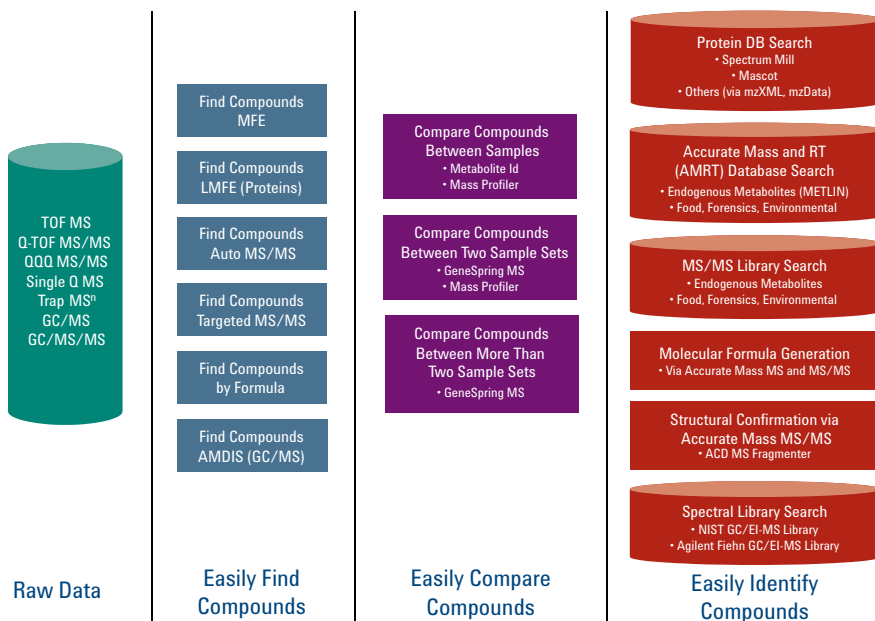 TOF MS
Q-TOF MS/MS
QQQ MS/MS
Single Q MS
Trap MSⁿ
GC/MS
GC/MS/MS
Raw Data
Find Compounds
MFE
Find Compounds
LMFE (Proteins)
Find Compounds
Auto MS/MS
Find Compounds
Targeted MS/MS
Find Compounds
by Formula
Find Compounds
AMDIS (GC/MS)
Easily Find
Compounds
Compare Compounds
Between Samples
• Metabolite Id
• Mass Profiler
Compare Compounds
Between Two Sample Sets
• GeneSpring MS
• Mass Profiler
Compare Compounds
Between More Than
Two Sample Sets
• GeneSpring MS
Easily Compare
Compounds
Protein DB Search
• Spectrum Mill
• Mascot
• Others (via mzXML, mzData)
Accurate Mass and RT
(AMRT) Database Search
• Endogenous Metabolites (METLIN)
• Food, Forensics, Environmental
MS/MS Library Search
• Endogenous Metabolites
• Food, Forensics, Environmental
Molecular Formula Generation
• Via Accurate Mass MS and MS/MS
Structural Confirmation via
Accurate Mass MS/MS
• ACD MS Fragmenter
Spectral Library Search
• NIST GC/EI-MS Library
• Agilent Fiehn GC/EI-MS Library
Easily Identify
Compounds